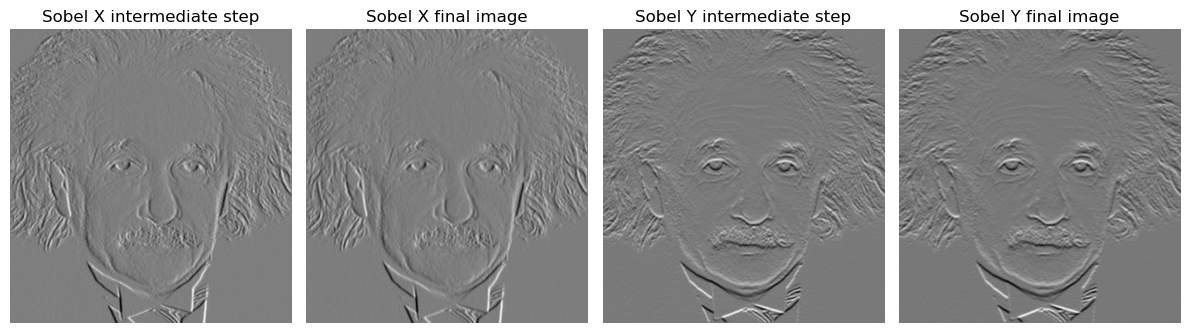 Sobel X intermediate step
Sobel X final image
Sobel Y intermediate step
Sobel Y final image